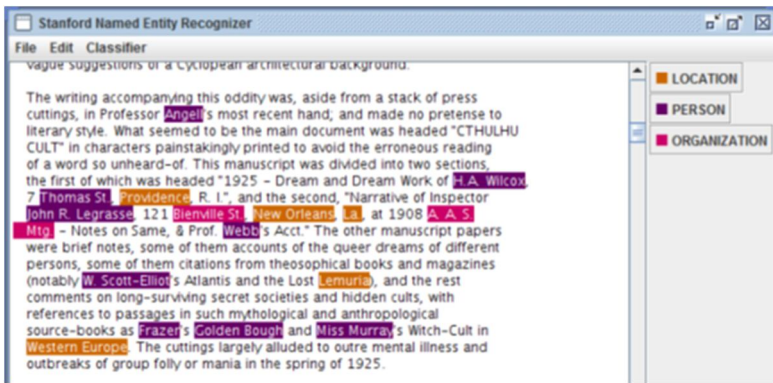 Stanford Named Entity Recognizer
File Edit Classifier
vague suggestions of a Cyclopean architectural background.
The writing accompanying this oddity was, aside from a stack of press
cuttings, in Professor Angell's most recent hand; and made no pretense to
literary style. What seemed to be the main document was headed "CTHULHU
CULT" in characters painstakingly printed to avoid the erroneous reading
of a word so unheard-of. This manuscript was divided into two sections,
the first of which was headed "1925 - Dream and Dream Work of H.A. Wilcox,
7 Thomas St., Providence, R. I.", and the second, "Narrative of Inspector
John R. Legrasse, 121 Bienville St., New Orleans, La., at 1908 A. A. S.
Mtg. - Notes on Same, & Prof. Webb's Acct." The other manuscript papers
were brief notes, some of them accounts of the queer dreams of different
persons, some of them citations from theosophical books and magazines
(notably W. Scott-Elliot's Atlantis and the Lost Lemuria), and the rest
comments on long-surviving secret societies and hidden cults, with
references to passages in such mythological and anthropological
source-books as Frazer's Golden Bough and Miss Murray's Witch-Cult in
Western Europe. The cuttings largely alluded to outre mental illness and
outbreaks of group folly or mania in the spring of 1925.
LOCATION
PERSON
ORGANIZATION